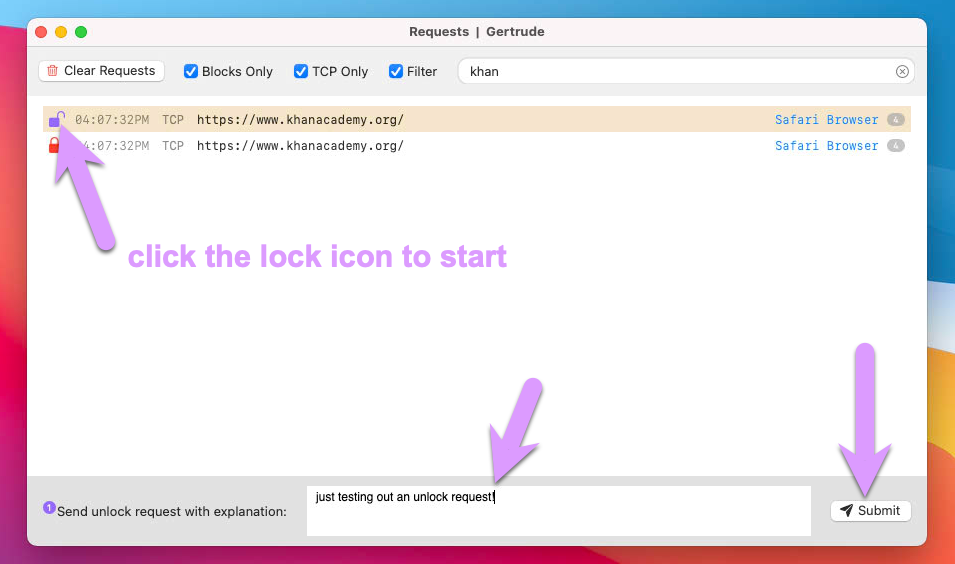 Requests | Gertrude
Clear Requests Blocks Only TCP Only Filter khan
04:07:32PM TCP https://www.khanacademy.org/ Safari Browser 4
4:07:32PM TCP https://www.khanacademy.org/ Safari Browser 4
click the lock icon to start
just testing out an unlock request!
1 Send unlock request with explanation: Submit